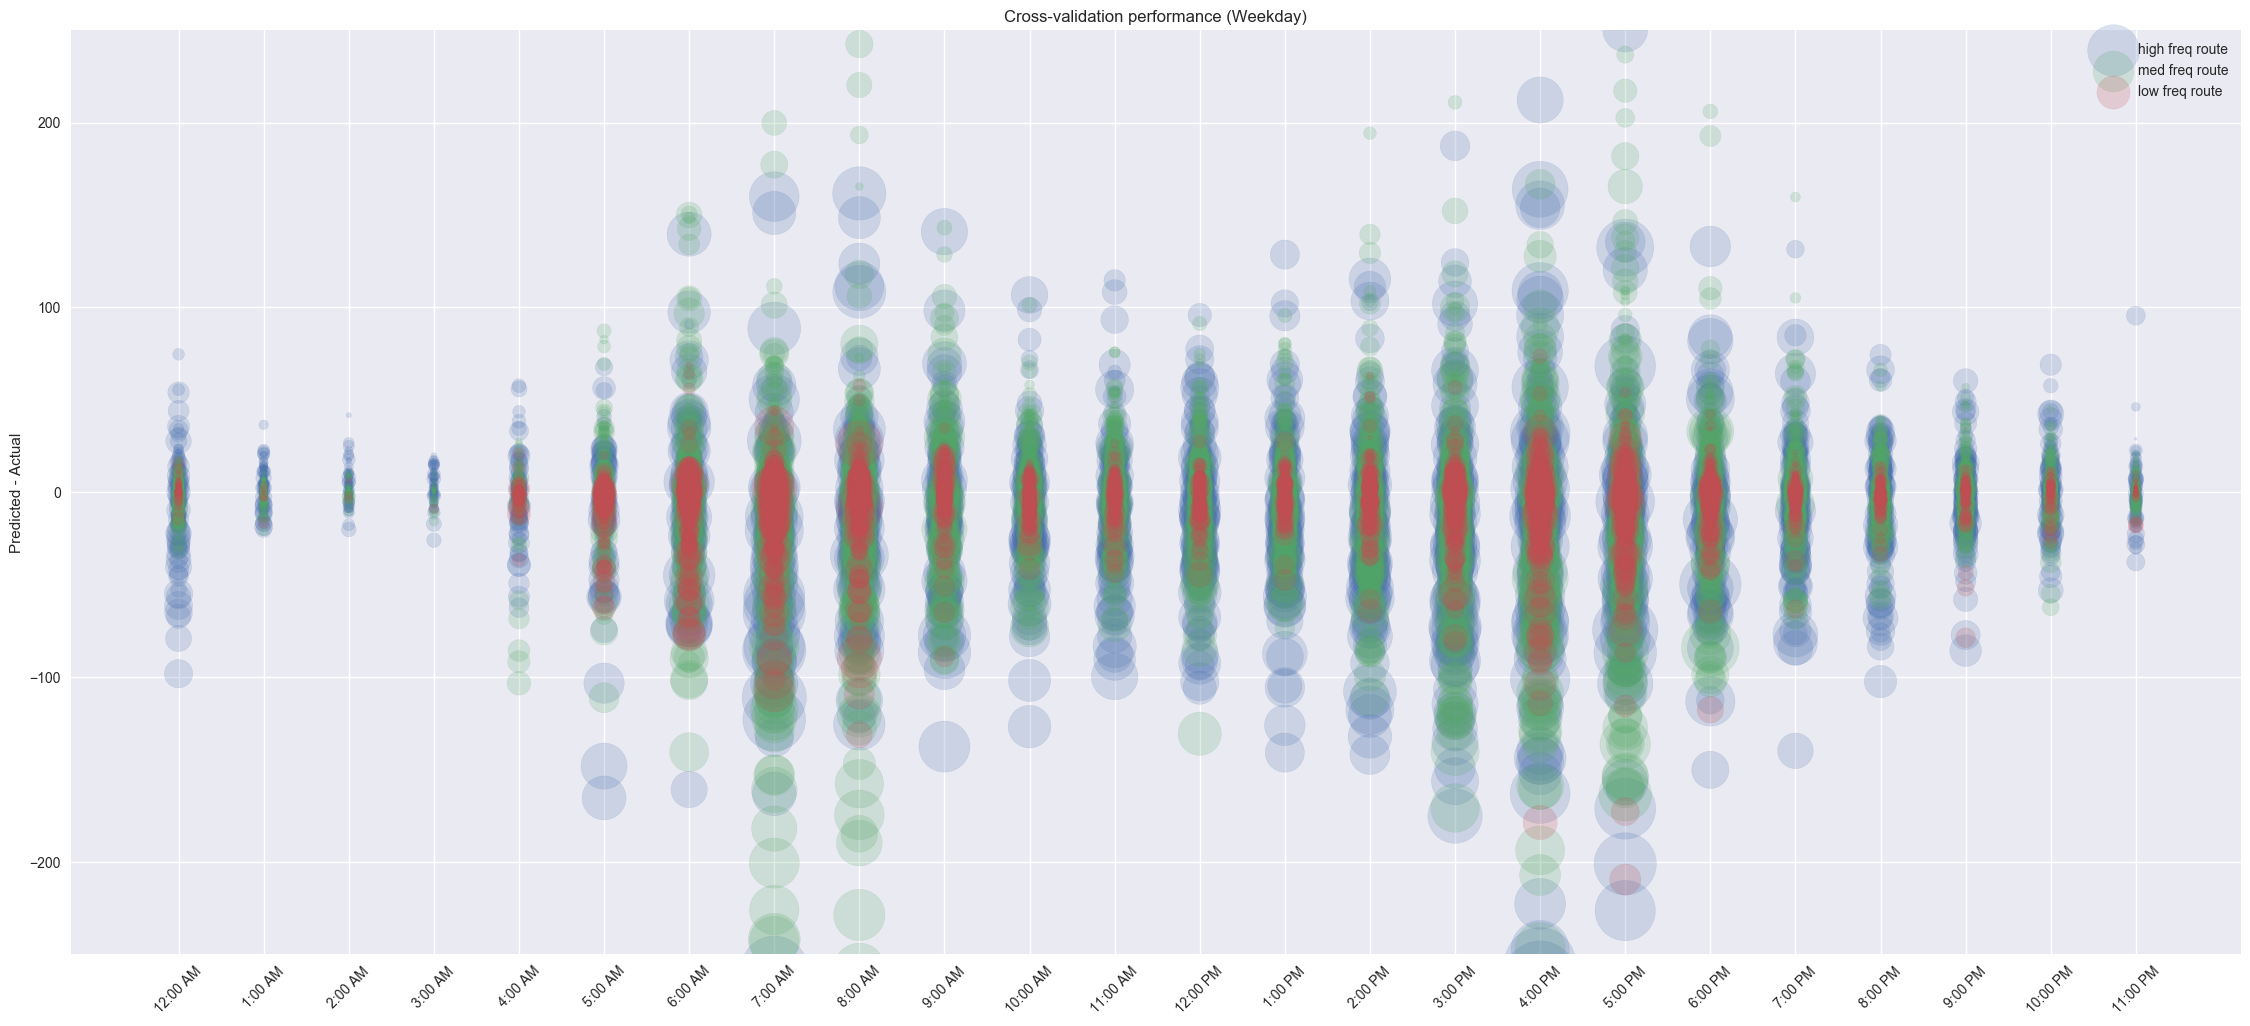 Cross-validation performance (Weekday)
high freq route
med freq route
low freq route
Predicted - Actual
200
100
0
−100
−200
12:00 AM
1:00 AM
2:00 AM
3:00 AM
4:00 AM
5:00 AM
6:00 AM
7:00 AM
8:00 AM
9:00 AM
10:00 AM
11:00 AM
12:00 PM
1:00 PM
2:00 PM
3:00 PM
4:00 PM
5:00 PM
6:00 PM
7:00 PM
8:00 PM
9:00 PM
10:00 PM
11:00 PM